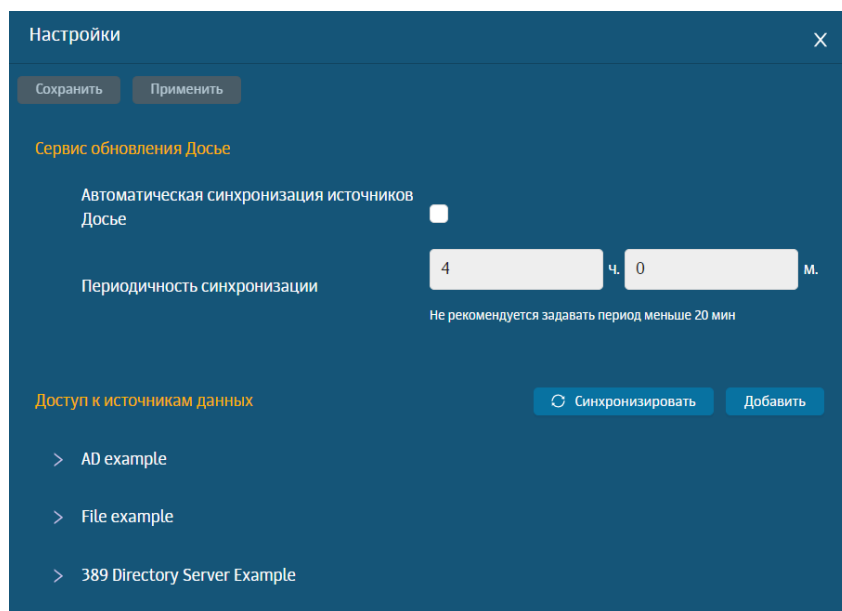 Настройки
X
Сохранить Применить
Сервис обновления Досье
Автоматическая синхронизация источников
Досье
Периодичность синхронизации 4 ч. 0 м.
Не рекомендуется задавать период меньше 20 мин
Доступ к источникам данных Синхронизировать Добавить
> AD example
> File example
> 389 Directory Server Example